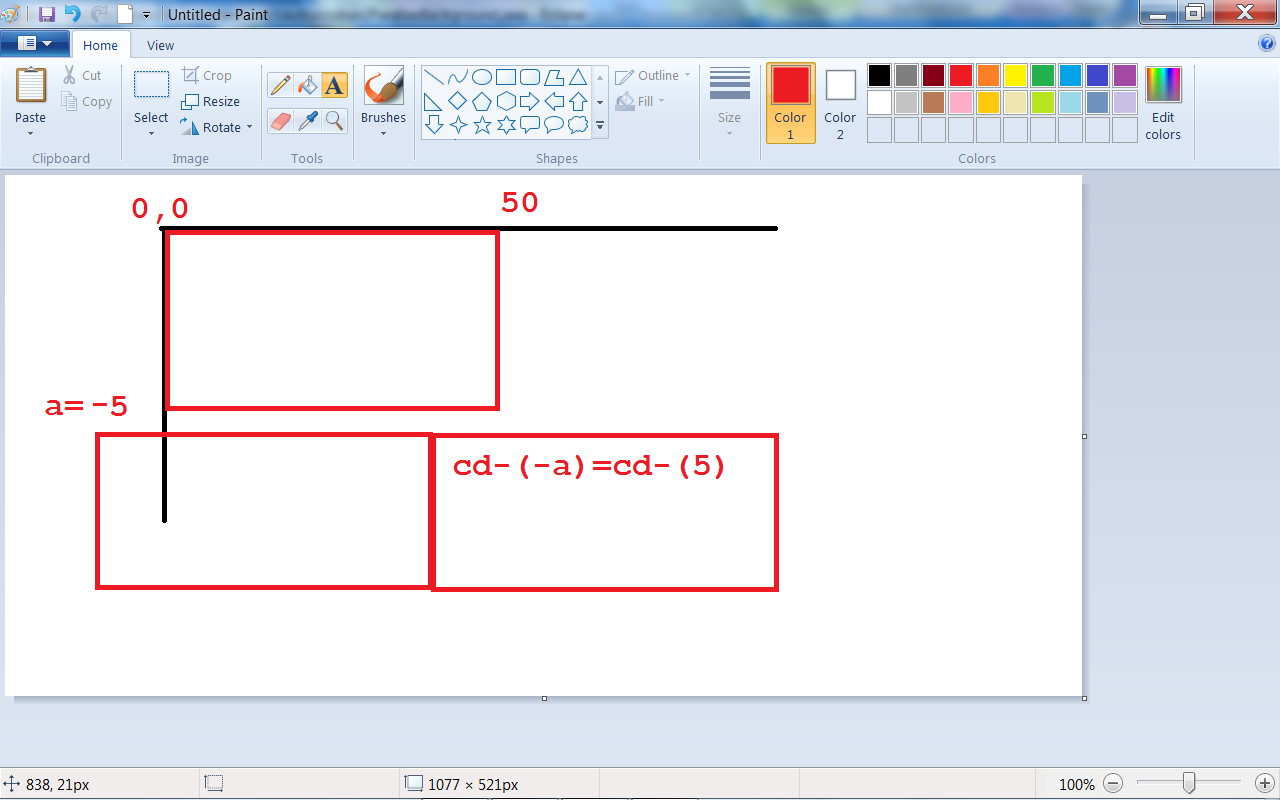 Untitled - Paint
Home View
Cut
Copy
Paste
Clipboard
Crop
Resize
Rotate
Select
Image
Tools
Brushes
Outline
Fill
Shapes
Size
Color 1
Color 2
Edit colors
Colors
0,0
50
a= -5
cd-(-a)=cd-(5)
838, 21px
1077 × 521px
100%